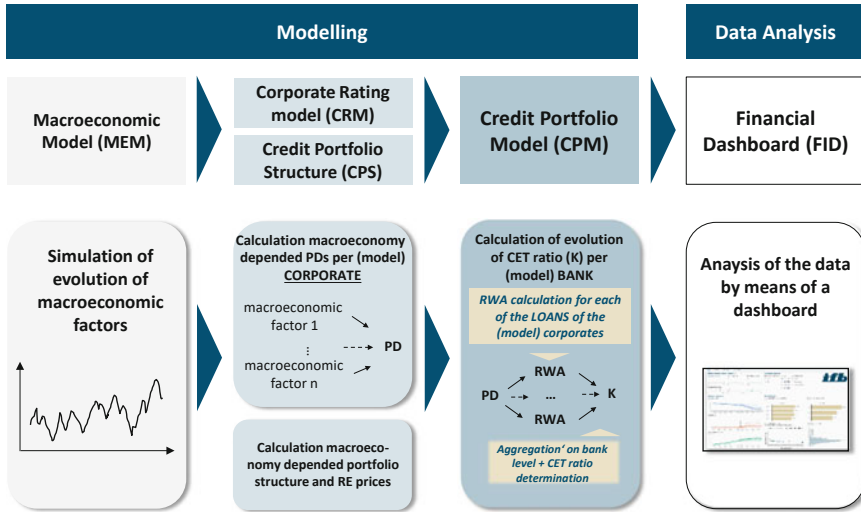 Modelling
Data Analysis
Macroeconomic
Model (MEM)
Corporate Rating
model (CRM)
Credit Portfolio
Structure (CPS)
Credit Portfolio
Model (CPM)
Financial
Dashboard (FID)
Simulation of
evolution of
macroeconomic
factors
Calculation macroeconomy
depended PDs per (model)
CORPORATE
macroeconomic
factor 1
⋮
PD
macroeconomic
factor n
Calculation macroeco-
nomy depended portfolio
structure and RE prices
Calculation of evolution
of CET ratio (K) per
(model) BANK
RWA calculation for each
of the LOANS of the
(model) corporates
RWA
PD ... K
RWA
Aggregation' on bank
level + CET ratio
determination
Anaysis of the data
by means of a
dashboard
ifb